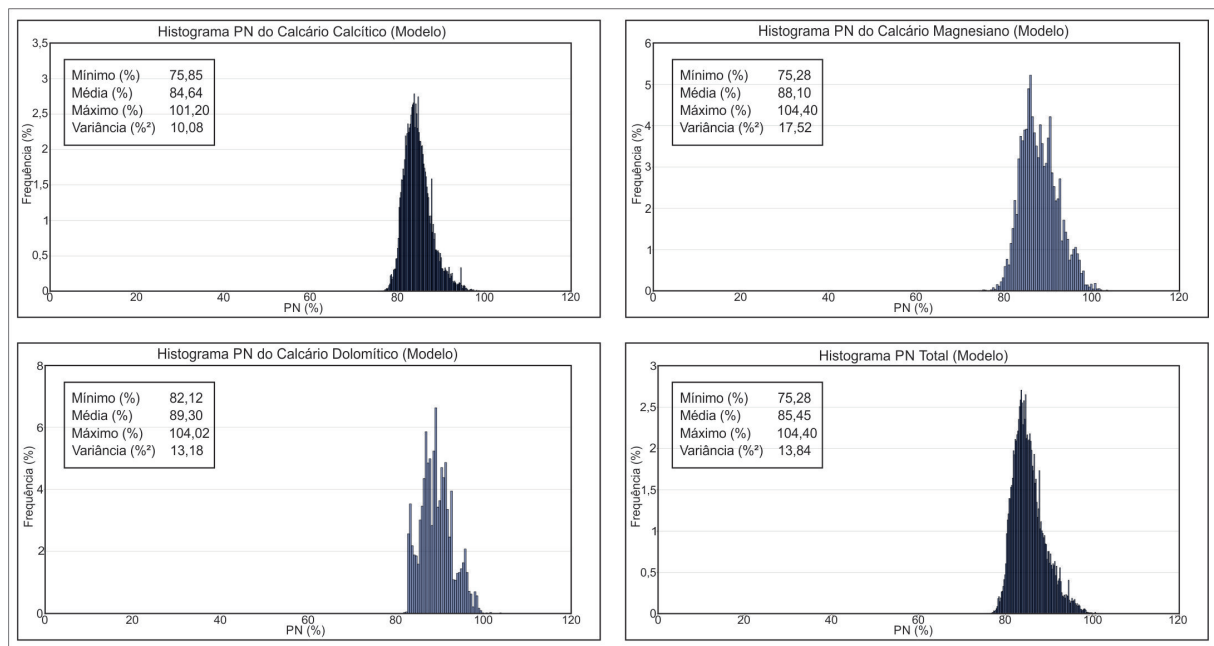 Histograma PN do Calcário Calcítico (Modelo)
3,5
3
2,5
2
1,5
1
0,5
0
Frequência (%)
Mínimo (%) 75,85
Média (%) 84,64
Máximo (%) 101,20
Variância (%²) 10,08
0 20 40 60 80 100 120
PN (%)
Histograma PN do Calcário Magnesiano (Modelo)
6
5
4
3
2
1
0
Frequência (%)
Mínimo (%) 75,28
Média (%) 88,10
Máximo (%) 104,40
Variância (%²) 17,52
0 20 40 60 80 100 120
PN (%)
Histograma PN do Calcário Dolomítico (Modelo)
8
6
4
2
0
Frequência (%)
Mínimo (%) 82,12
Média (%) 89,30
Máximo (%) 104,02
Variância (%²) 13,18
0 20 40 60 80 100 120
PN (%)
Histograma PN Total (Modelo)
3
2,5
2
1,5
1
0,5
0
Frequência (%)
Mínimo (%) 75,28
Média (%) 85,45
Máximo (%) 104,40
Variância (%²) 13,84
0 20 40 60 80 100 120
PN (%)